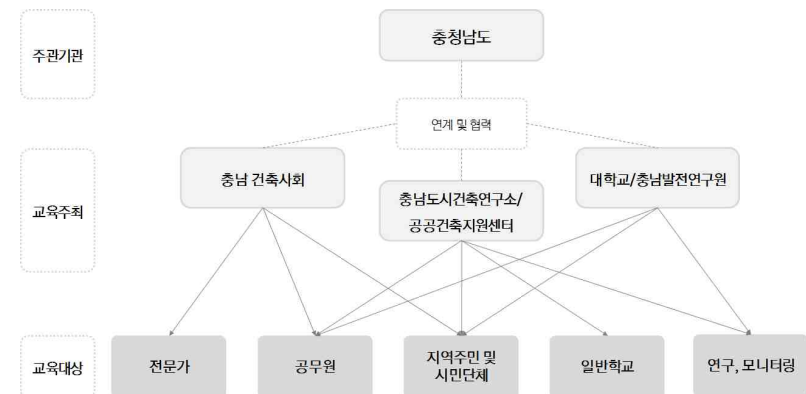 주관기관
충청남도
연계 및 협력
교육주최
충남 건축사회
충남도시건축연구소/
공공건축지원센터
대학교/충남발전연구원
교육대상
전문가
공무원
지역주민 및
시민단체
일반학교
연구, 모니터링